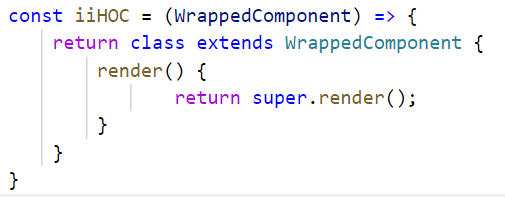 const iiHOC = (WrappedComponent) => {
    return class extends WrappedComponent {
        render() {
               return super.render();
        }
    }
}